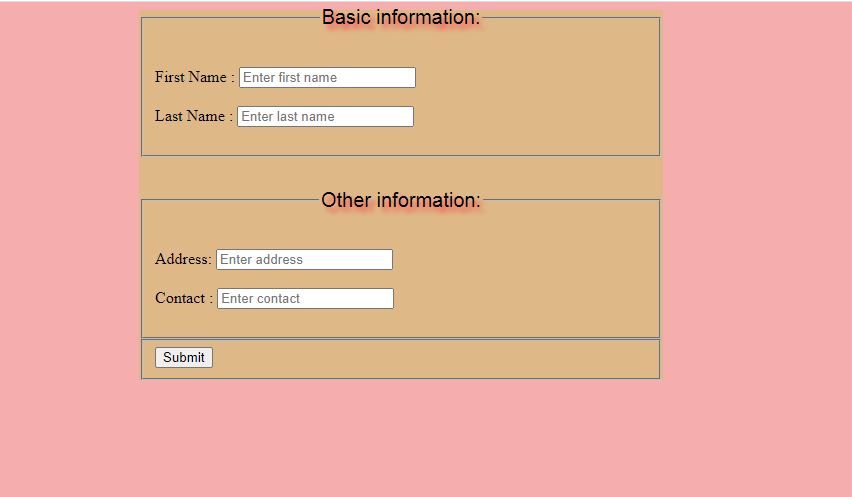 Basic information:
First Name : Enter first name
Last Name : Enter last name
Other information:
Address: Enter address
Contact : Enter contact
Submit